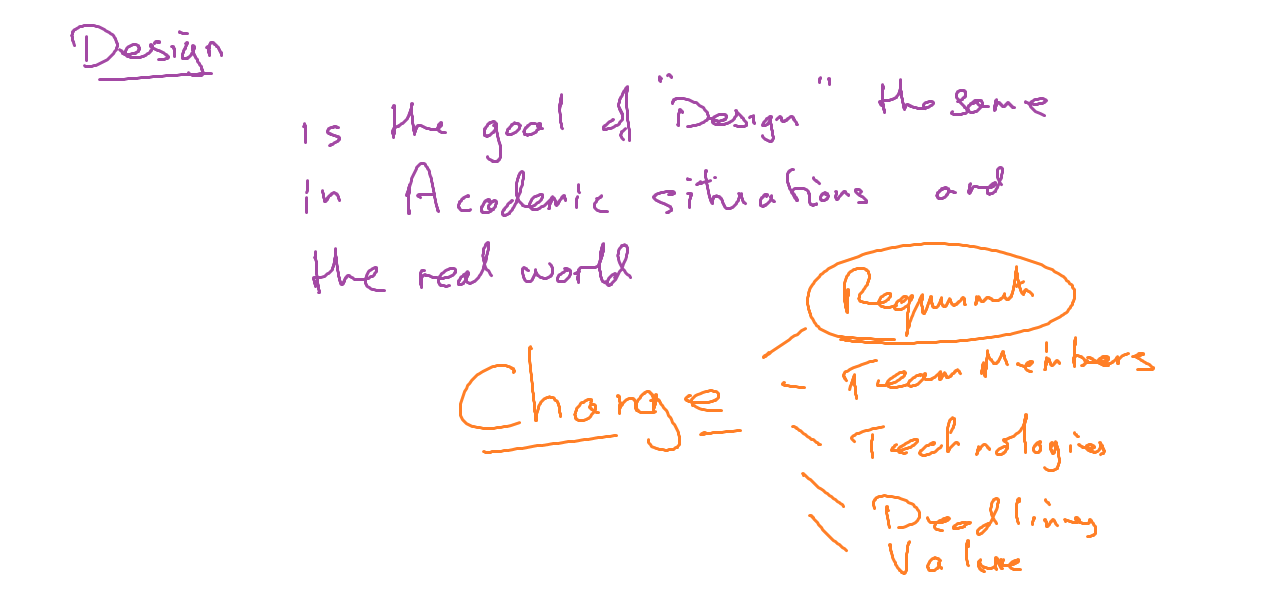 Design
is the goal of "Design" the same
in Academic situations and
the real world
Requirements
Change
Team Members
Technologies
Deadlines
Value